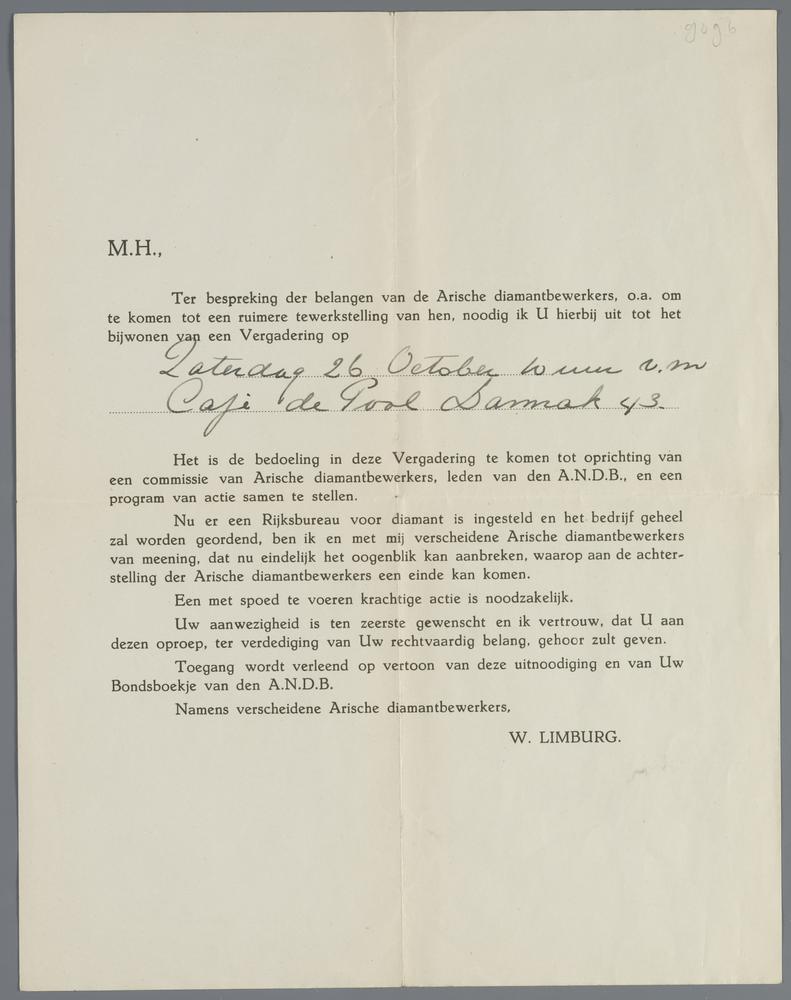 M.H.,
Ter bespreking der belangen van de Arische diamantbewerkers, o.a. om
te komen tot een ruimere tewerkstelling van hen, noodig ik U hierbij uit tot het
bijwonen van een Vergadering op
Zaterdag 26 October 10 uur v.m
Café de Pool Damrak 43.
Het is de bedoeling in deze Vergadering te komen tot oprichting van
een commissie van Arische diamantbewerkers, leden van den A.N.D.B., en een
program van actie samen te stellen.
Nu er een Rijksbureau voor diamant is ingesteld en het bedrijf geheel
zal worden geordend, ben ik en met mij verscheidene Arische diamantbewerkers
van meening, dat nu eindelijk het oogenblik kan aanbreken, waarop aan de achter-
stelling der Arische diamantbewerkers een einde kan komen.
Een met spoed te voeren krachtige actie is noodzakelijk.
Uw aanwezigheid is ten zeerste gewenscht en ik vertrouw, dat U aan
dezen oproep, ter verdediging van Uw rechtvaardig belang, gehoor zult geven.
Toegang wordt verleend op vertoon van deze uitnoodiging en van Uw
Bondsboekje van den A.N.D.B.
Namens verscheidene Arische diamantbewerkers,
W. LIMBURG.